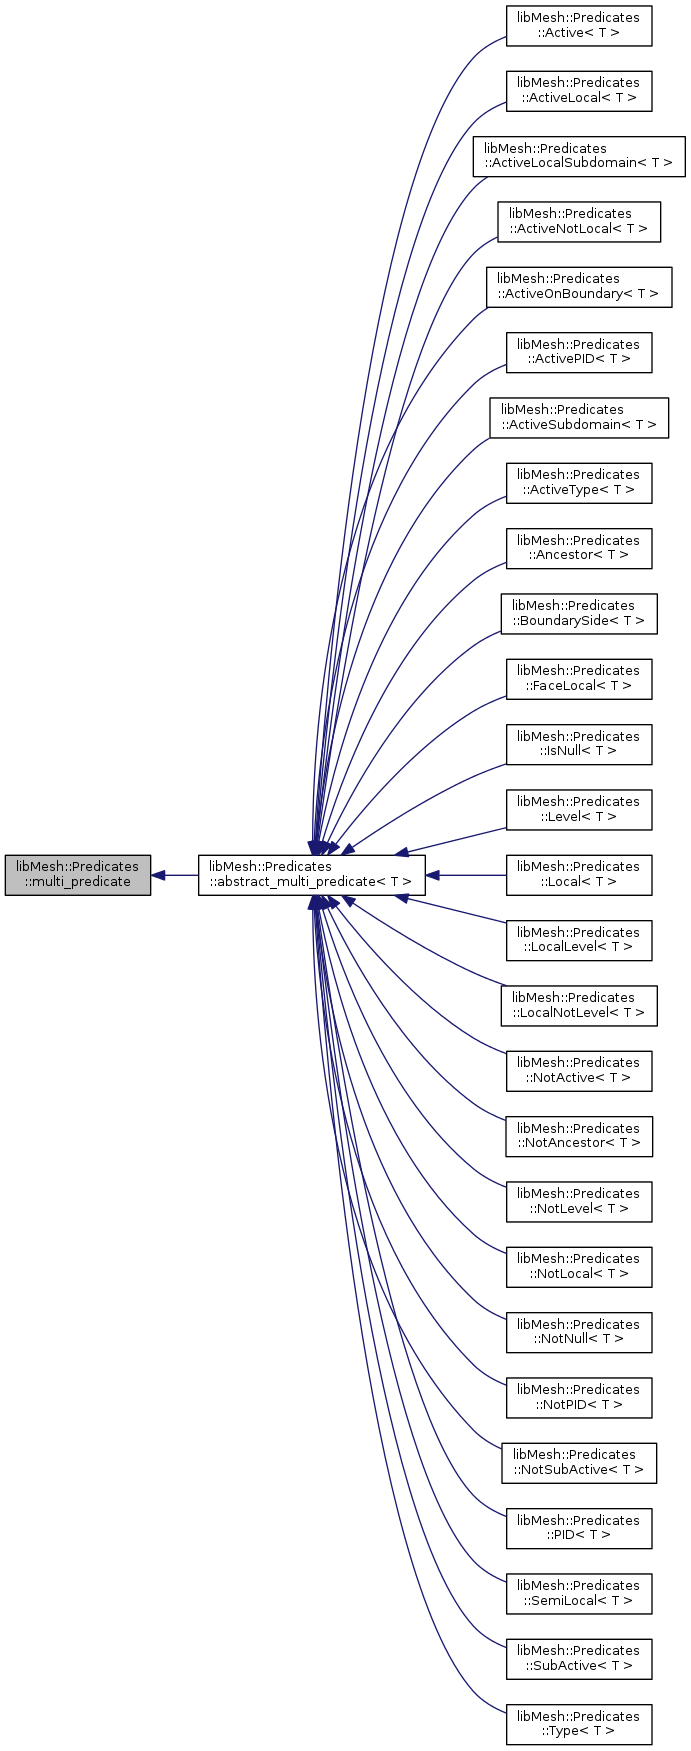 libMesh::Predicates
::Active< T >
libMesh::Predicates
::ActiveLocal< T >
libMesh::Predicates
::ActiveLocalSubdomain< T >
libMesh::Predicates
::ActiveNotLocal< T >
libMesh::Predicates
::ActiveOnBoundary< T >
libMesh::Predicates
::ActivePID< T >
libMesh::Predicates
::ActiveSubdomain< T >
libMesh::Predicates
::ActiveType< T >
libMesh::Predicates
::Ancestor< T >
libMesh::Predicates
::BoundarySide< T >
libMesh::Predicates
::FaceLocal< T >
libMesh::Predicates
::IsNull< T >
libMesh::Predicates
::Level< T >
libMesh::Predicates
::multi_predicate
libMesh::Predicates
::abstract_multi_predicate< T >
libMesh::Predicates
::Local< T >
libMesh::Predicates
::LocalLevel< T >
libMesh::Predicates
::LocalNotLevel< T >
libMesh::Predicates
::NotActive< T >
libMesh::Predicates
::NotAncestor< T >
libMesh::Predicates
::NotLevel< T >
libMesh::Predicates
::NotLocal< T >
libMesh::Predicates
::NotNull< T >
libMesh::Predicates
::NotPID< T >
libMesh::Predicates
::NotSubActive< T >
libMesh::Predicates
::PID< T >
libMesh::Predicates
::SemiLocal< T >
libMesh::Predicates
::SubActive< T >
libMesh::Predicates
::Type< T >